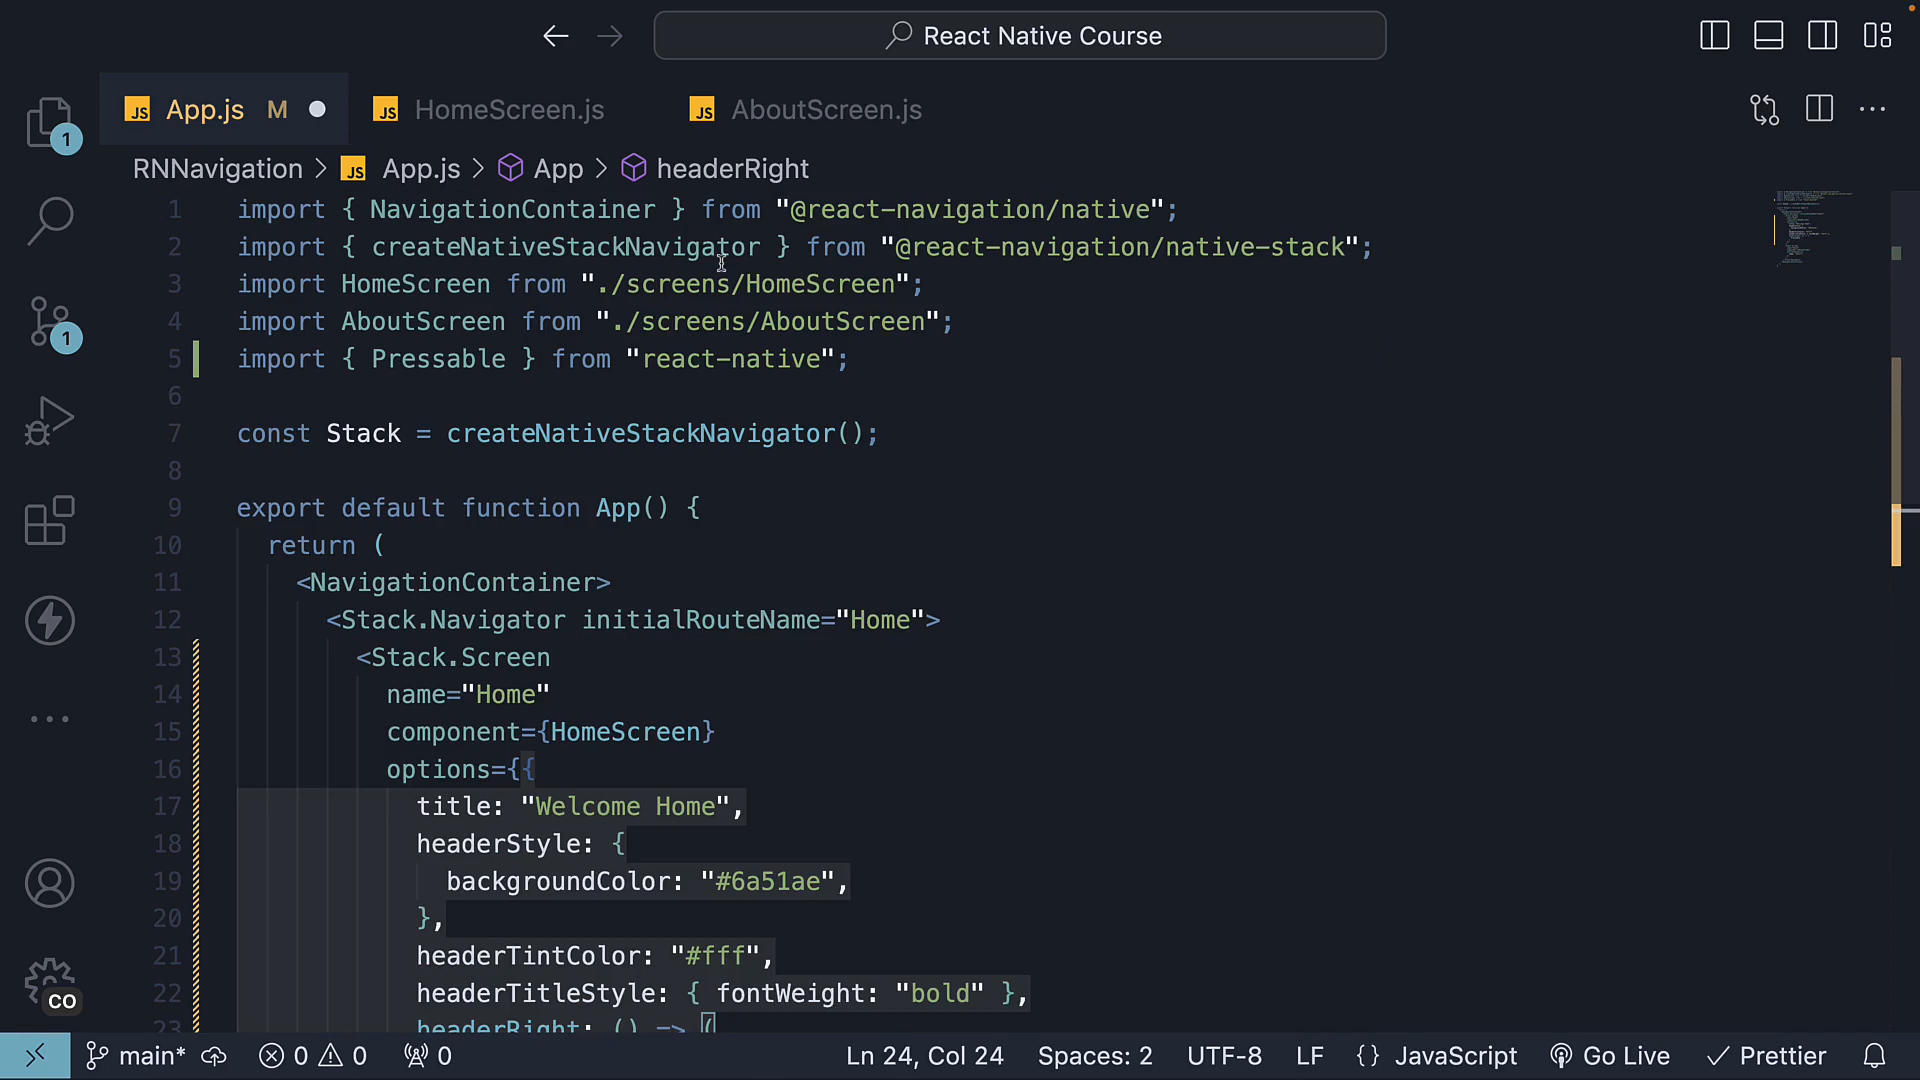 React Native Course
JS App.js M
JS HomeScreen.js
JS AboutScreen.js
RNNavigation > JS App.js > App > headerRight
1 import { NavigationContainer } from "@react-navigation/native";
2 import { createNativeStackNavigator } from "@react-navigation/native-stack";
3 import HomeScreen from "./screens/HomeScreen";
4 import AboutScreen from "./screens/AboutScreen";
5 import { Pressable } from "react-native";
6
7 const Stack = createNativeStackNavigator();
8
9 export default function App() {
10 return (
11 <NavigationContainer>
12 <Stack.Navigator initialRouteName="Home">
13 <Stack.Screen
14 name="Home"
15 component={HomeScreen}
16 options={{
17 title: "Welcome Home",
18 headerStyle: {
19 backgroundColor: "#6a51ae",
20 },
21 headerTintColor: "#fff",
22 headerTitleStyle: { fontWeight: "bold" },
23 headerRight: () => (
1
1
CO
main* 0 0 0 Ln 24, Col 24 Spaces: 2 UTF-8 LF {} JavaScript Go Live Prettier